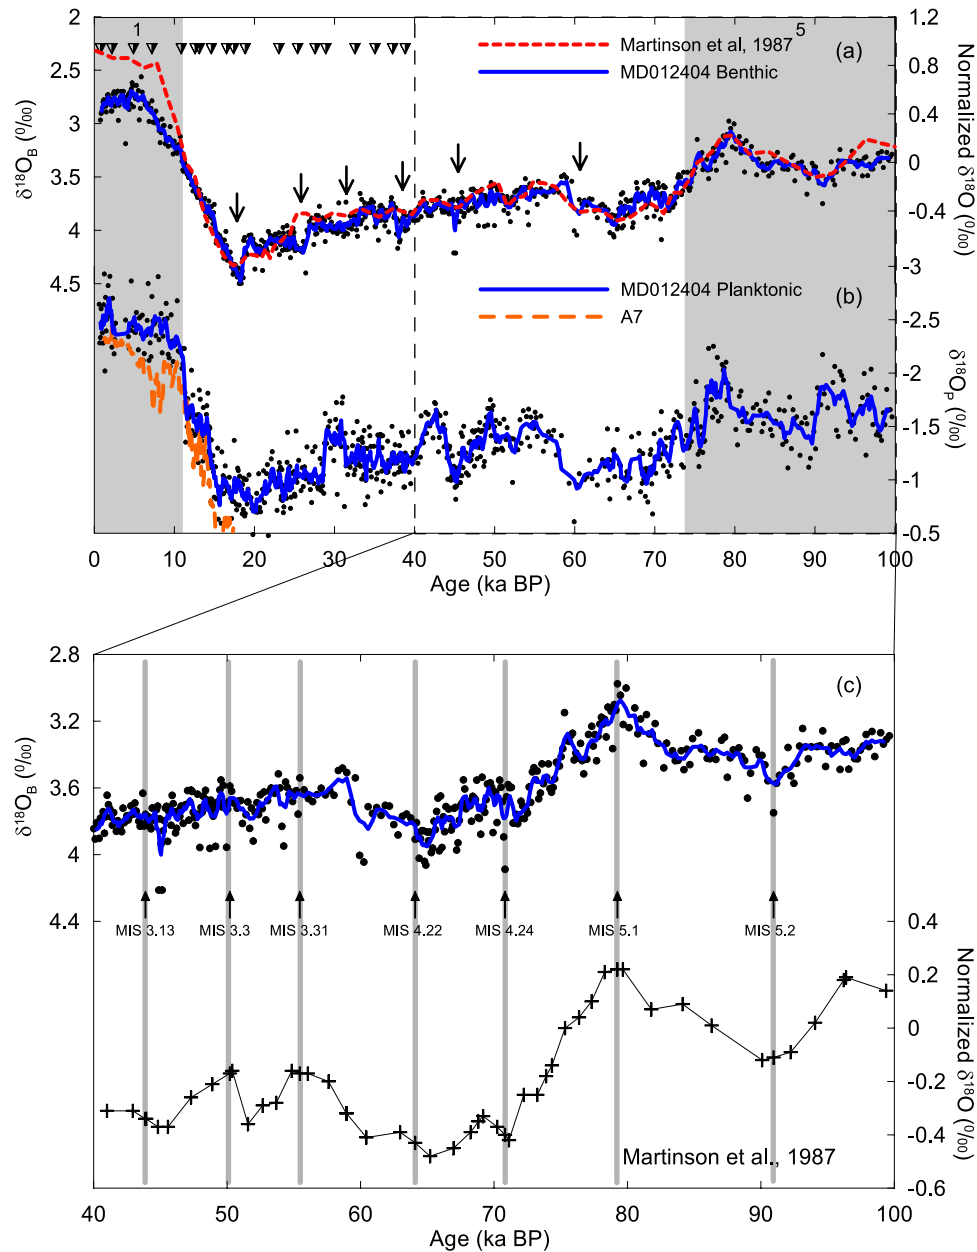 1
5
Martinson et al, 1987
MD012404 Benthic
(a)
2
2.5
3
3.5
4
4.5
δ18OB (0/00)
1.2
0.8
0.4
0
-0.4
-3
Normalized δ18O (0/00)
MD012404 Planktonic
A7
(b)
-2.5
-2
-1.5
-1
-0.5
δ18OP (0/00)
0 10 20 30 40 50 60 70 80 90 100
Age (ka BP)
(c)
2.8
3.2
3.6
4
4.4
δ18OB (0/00)
MIS 3.13 MIS 3.3 MIS 3.31 MIS 4.22 MIS 4.24 MIS 5.1 MIS 5.2
0.4
0.2
0
-0.2
-0.4
-0.6
Normalized δ18O (0/00)
Martinson et al., 1987
40 50 60 70 80 90 100
Age (ka BP)